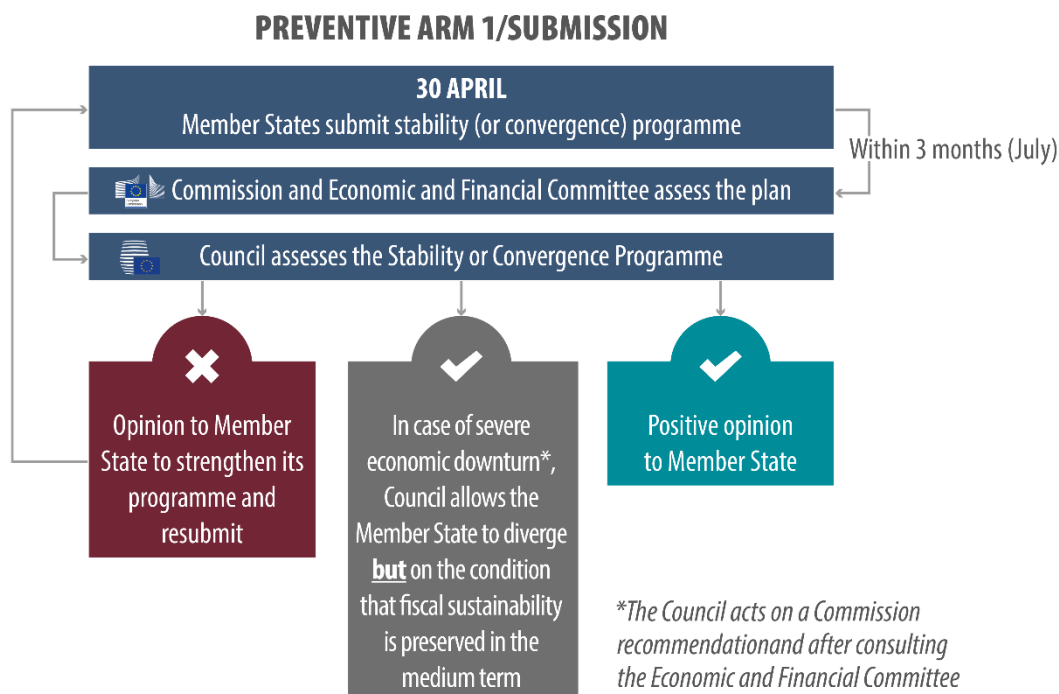 PREVENTIVE ARM 1/SUBMISSION
30 APRIL
Member States submit stability (or convergence) programme
Within 3 months (July)
Commission and Economic and Financial Committee assess the plan
Council assesses the Stability or Convergence Programme
Opinion to Member
State to strengthen its
programme and
resubmit
In case of severe
economic downturn*,
Council allows the
Member State to diverge
but on the condition
that fiscal sustainability
is preserved in the
medium term
Positive opinion
to Member State
*The Council acts on a Commission
recommendationand after consulting
the Economic and Financial Committee